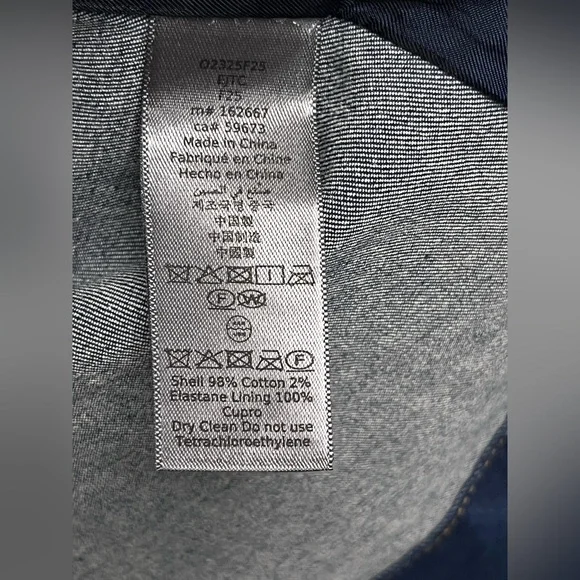 O2325F25
EJTC
F25
m# 162667
ca# 59673
Made in China
Fabriqué en Chine
Hecho en China
صنعت في الصين
제조국명 중국
中国製
中国制造
中國製
F W
F
Shell 98% Cotton 2%
Elastane Lining 100%
Cupro
Dry Clean Do not use
Tetrachloroethylene